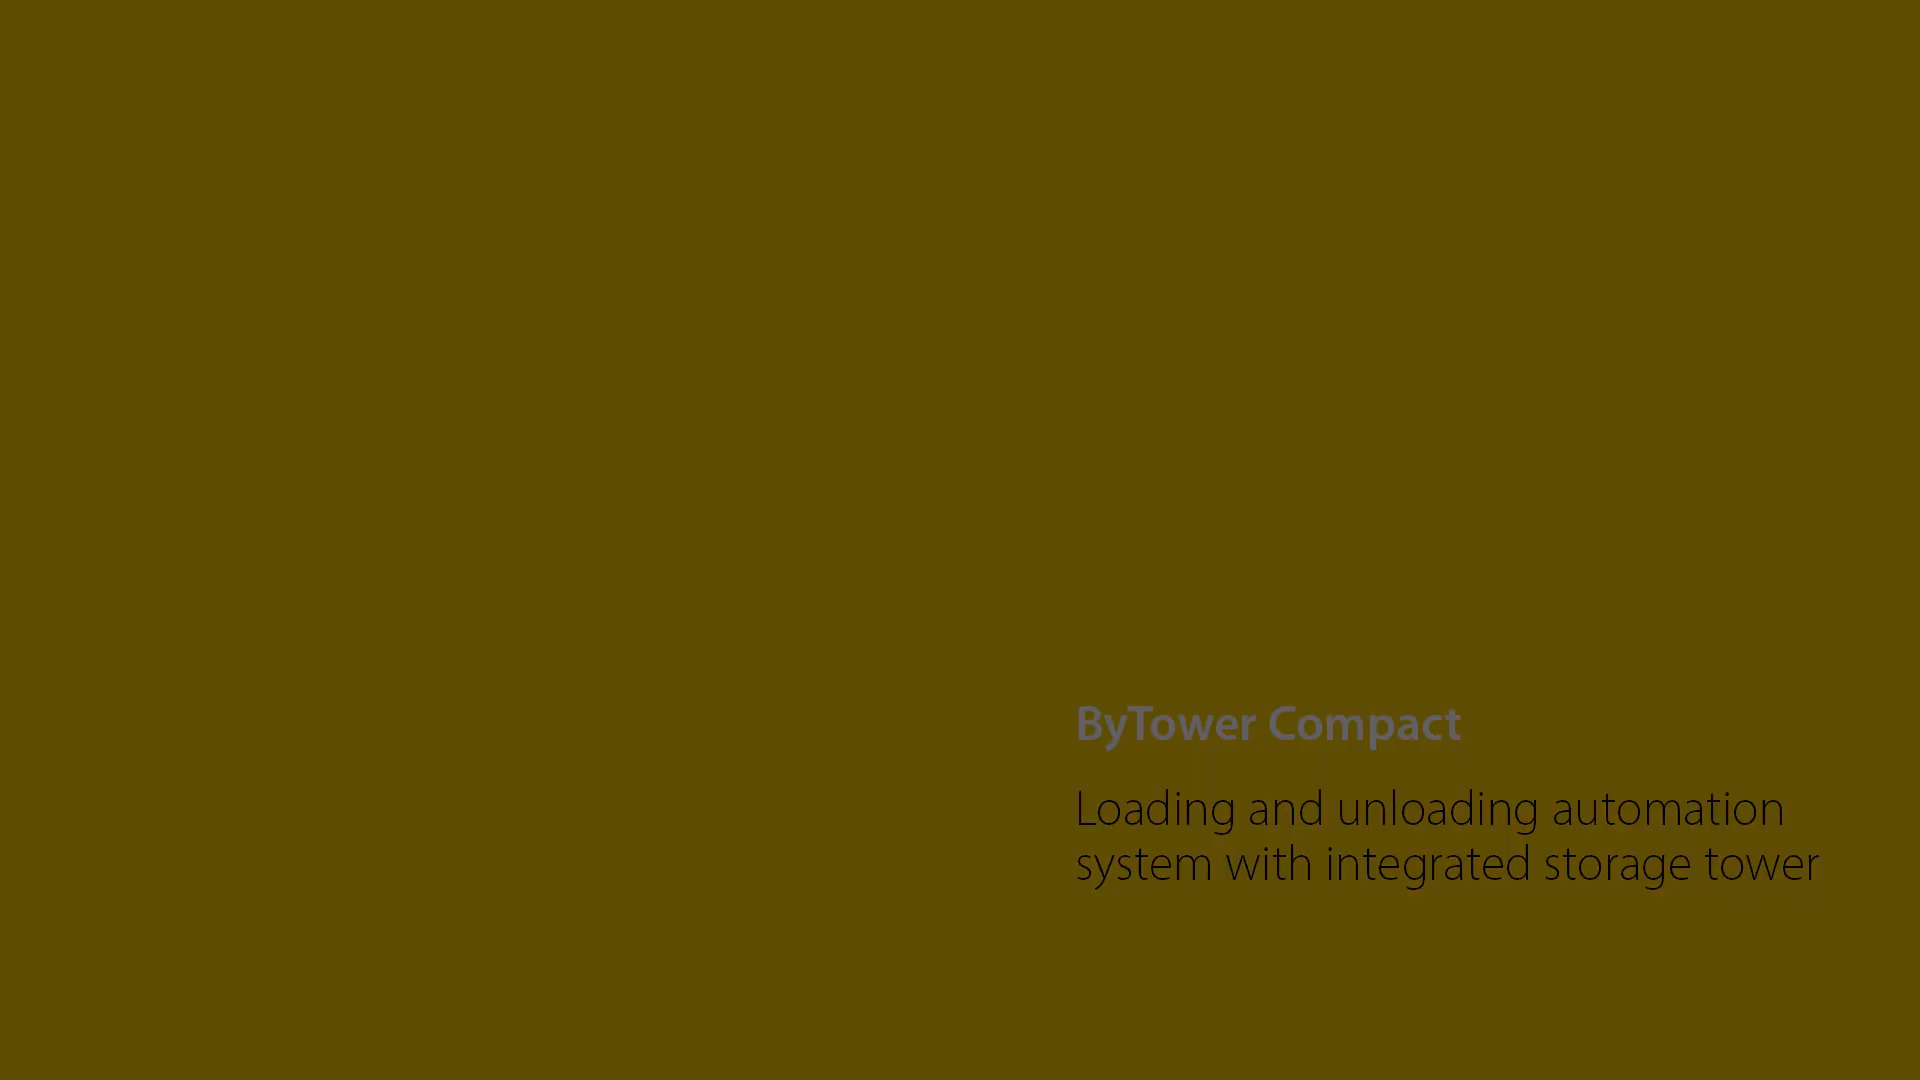 ByTower Compact
Loading and unloading automation
system with integrated storage tower